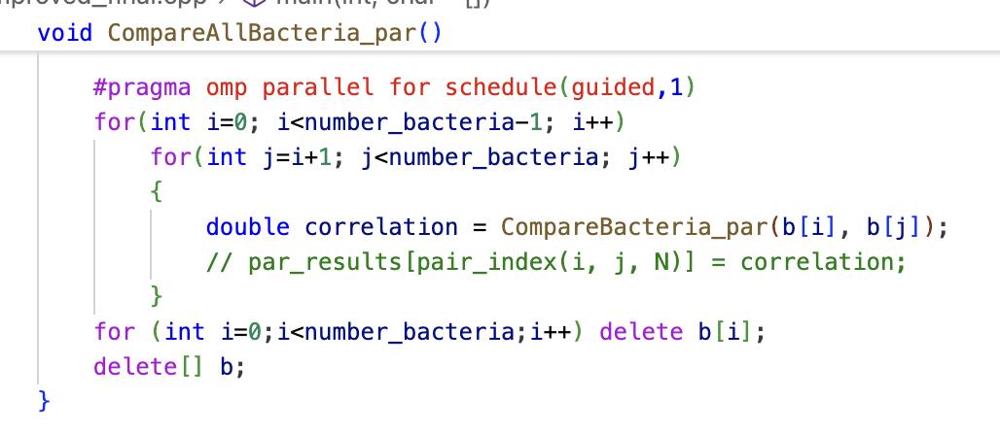 void CompareAllBacteria_par()
#pragma omp parallel for schedule(guided,1)
for(int i=0; i<number_bacteria-1; i++)
for(int j=i+1; j<number_bacteria; j++)
{
double correlation = CompareBacteria_par(b[i], b[j]);
// par_results[pair_index(i, j, N)] = correlation;
}
for (int i=0;i<number_bacteria;i++) delete b[i];
delete[] b;
}